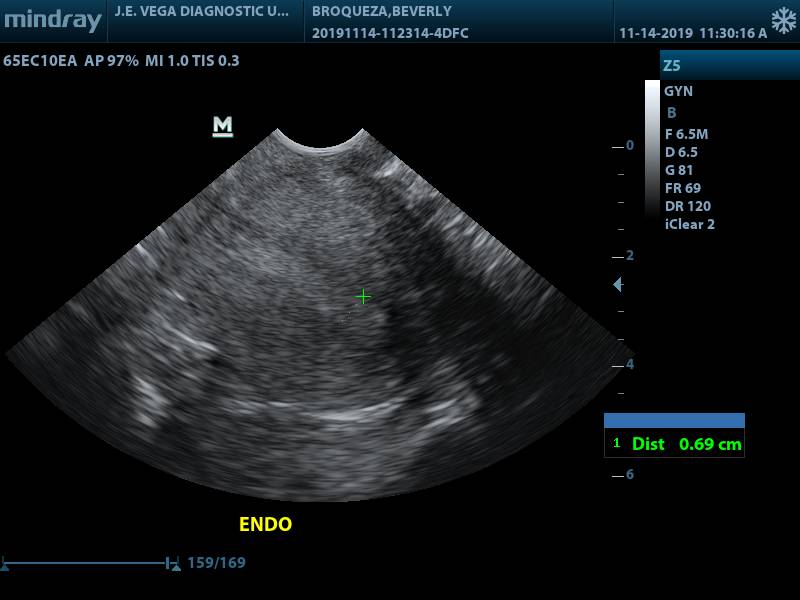 mindray
J.E. VEGA DIAGNOSTIC U...
BROQUEZA,BEVERLY
20191114-112314-4DFC
11-14-2019 11:30:16 A
65EC10EA AP 97% MI 1.0 TIS 0.3
Z5
M
GYN
B
F 6.5M
D 6.5
G 81
FR 69
DR 120
iClear 2
0
2
4
6
1 Dist 0.69 cm
ENDO
159/169